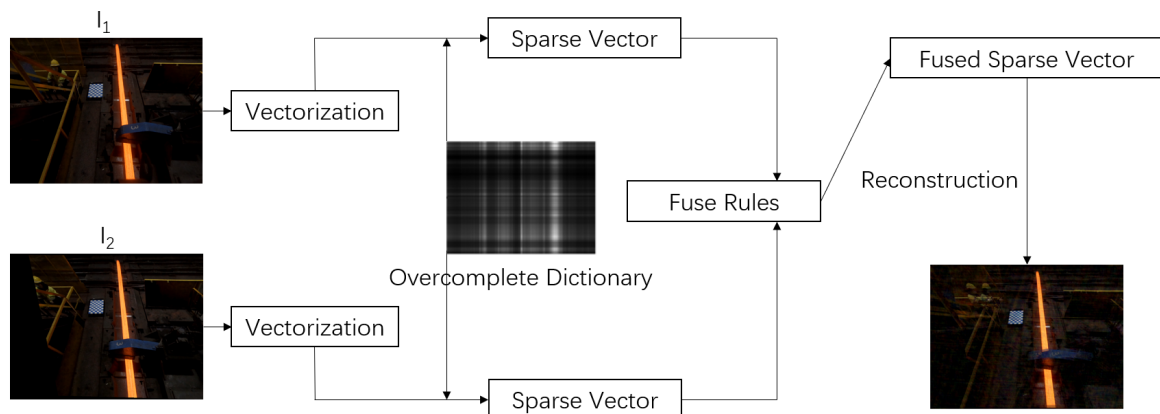 I₁
Vectorization
Sparse Vector
Fused Sparse Vector
Fuse Rules
Reconstruction
I₂
Overcomplete Dictionary
Vectorization
Sparse Vector